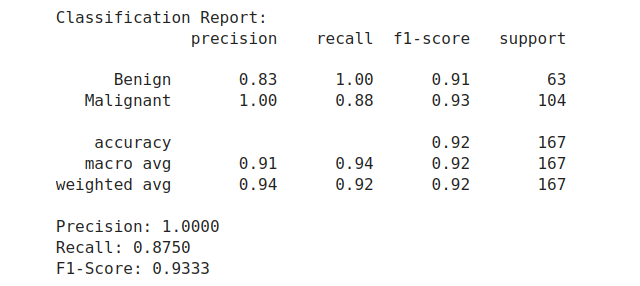 Classification Report:
precision recall f1-score support
Benign 0.83 1.00 0.91 63
Malignant 1.00 0.88 0.93 104
accuracy 0.92 167
macro avg 0.91 0.94 0.92 167
weighted avg 0.94 0.92 0.92 167
Precision: 1.0000
Recall: 0.8750
F1-Score: 0.9333